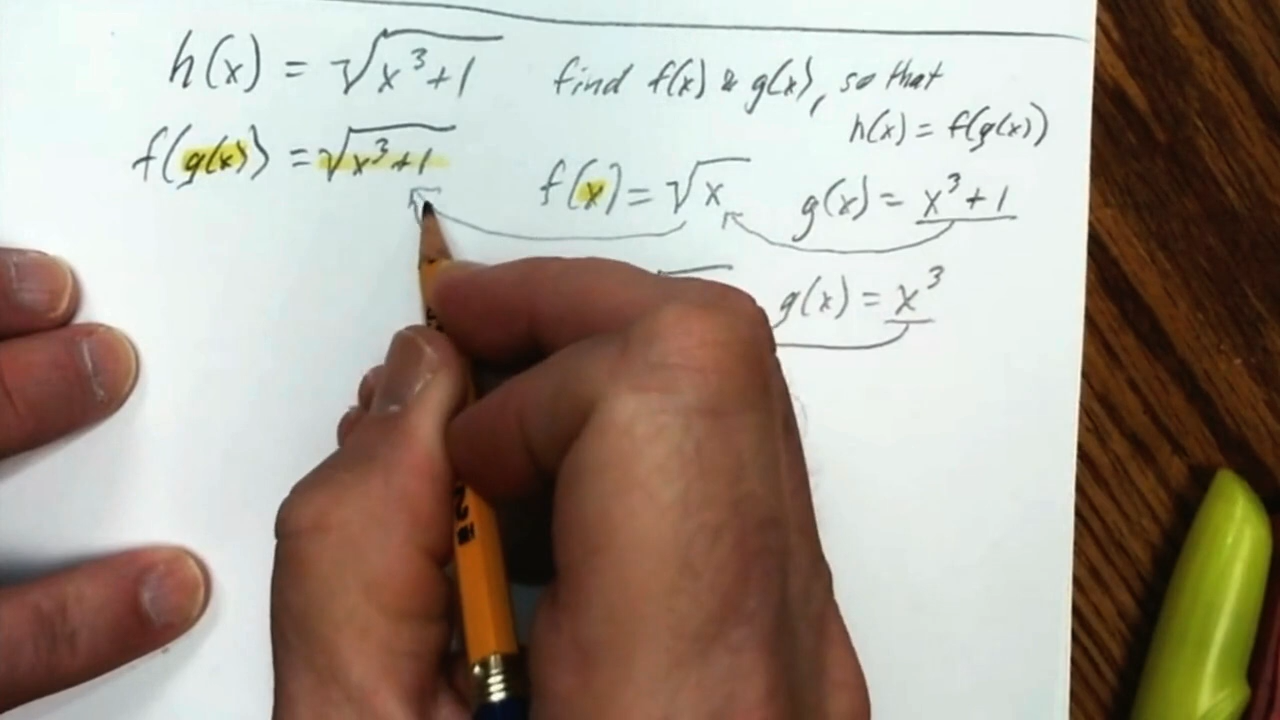 h(x) = √x³+1 find f(x) & g(x), so that
h(x) = f(g(x))
f(g(x)) = √x³+1
f(x) = √x g(x) = x³+1
g(x) = x³